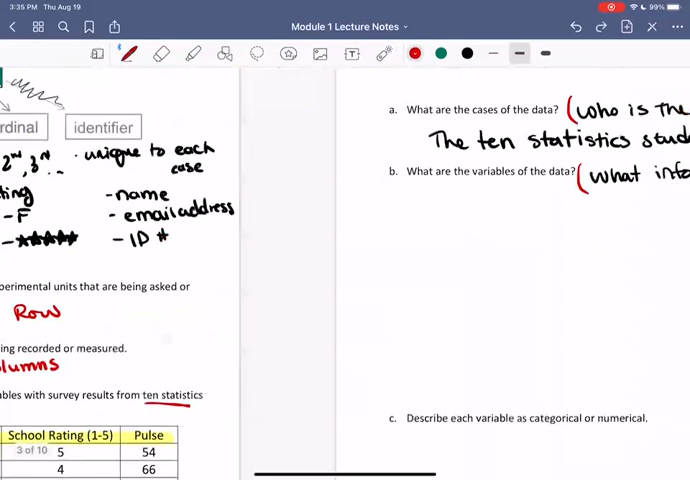 3:35 PM Thu Aug 19
99%
Module 1 Lecture Notes
rdinal
identifier
2nd, 3rd ...
· unique to each
case
ting
- name
- F
- email address
- ★★★★★
- ID #
perimental units that are being asked or
Row
ing recorded or measured.
olumns
ables with survey results from ten statistics
School Rating (1-5) Pulse
5 54
4 66
3 of 10
a. What are the cases of the data? (Who is the
The ten statistics stud
b. What are the variables of the data? (What info
c. Describe each variable as categorical or numerical.